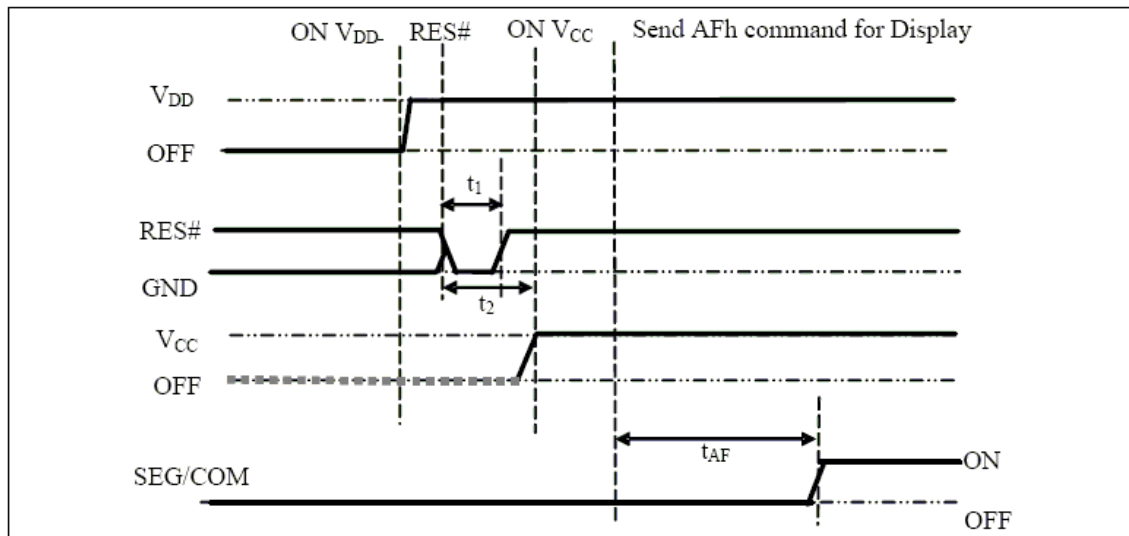 ON VDD- RES# ON VCC Send AFh command for Display
VDD
OFF
t1
RES#
GND
t2
VCC
OFF
tAF
ON
SEG/COM
OFF